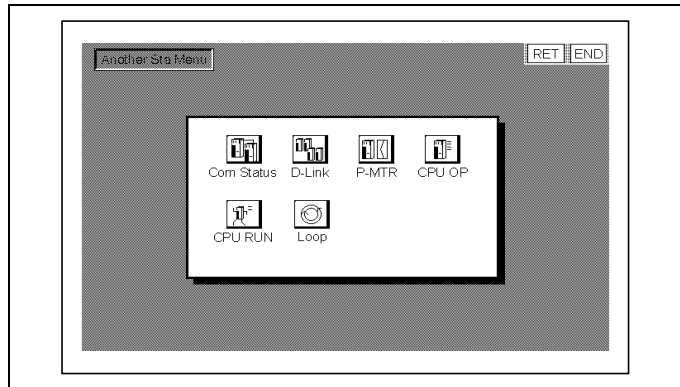 Another Sta Menu RET END
Com Status D-Link P-MTR CPU OP
CPU RUN Loop